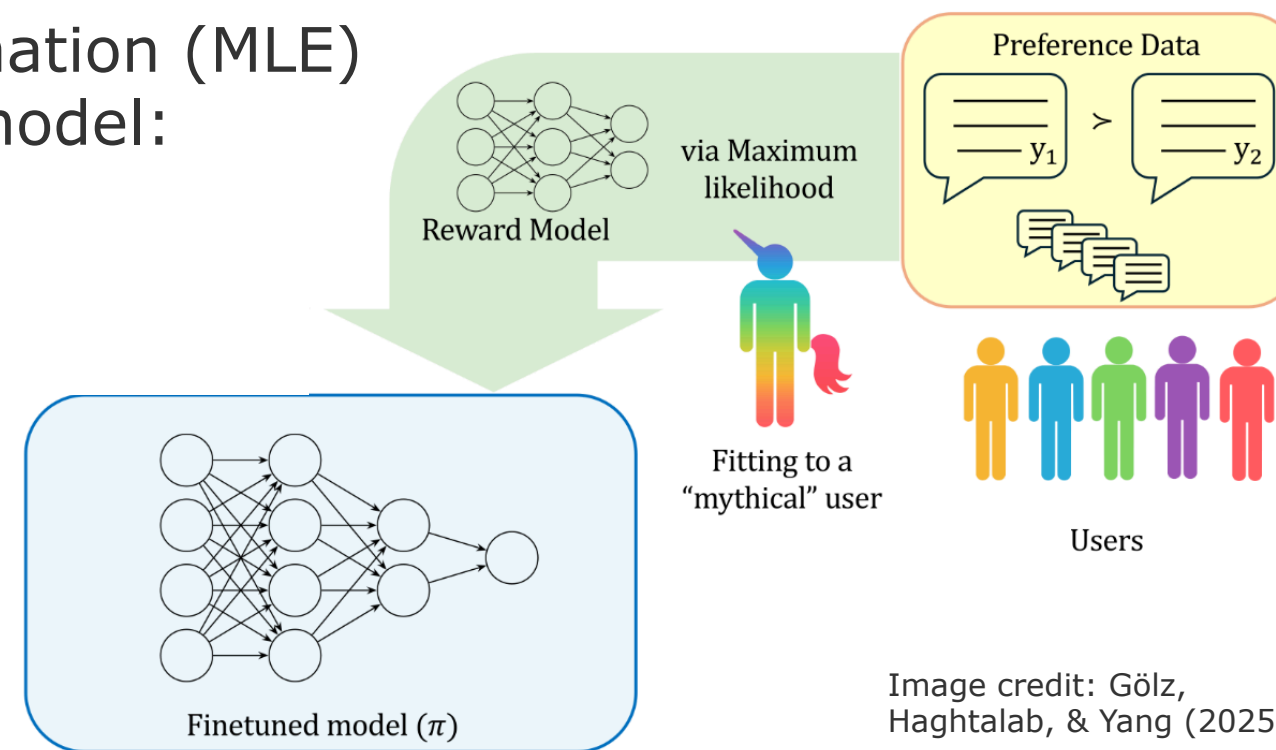 nation (MLE)
model:
Preference Data
y₁
≻
y₂
via Maximum
likelihood
Reward Model
Fitting to a
“mythical” user
Users
Finetuned model (π)
Image credit: Gölz,
Haghtalab, & Yang (2025